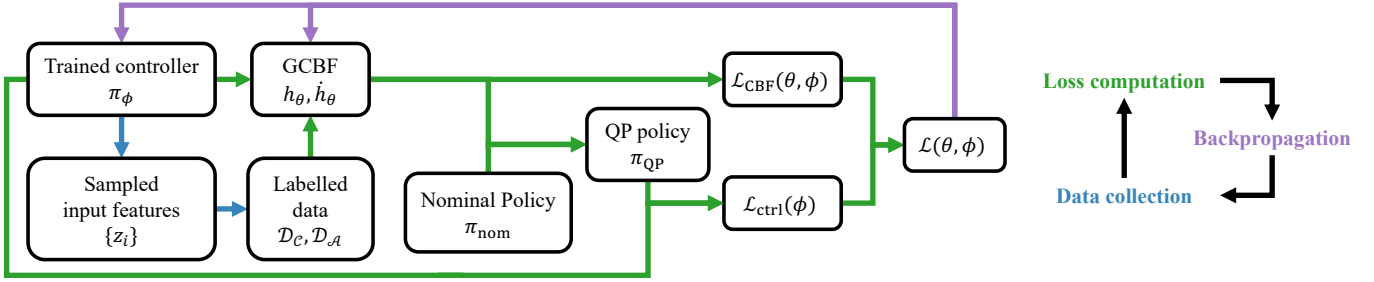 Trained controller
π_ϕ
GCBF
h_θ, ḣ_θ
Sampled
input features
{z_i}
Labelled
data
𝒟_𝒞, 𝒟_𝒜
Nominal Policy
π_nom
QP policy
π_QP
ℒ_CBF(θ, ϕ)
ℒ_ctrl(ϕ)
ℒ(θ, ϕ)
Loss computation
Backpropagation
Data collection